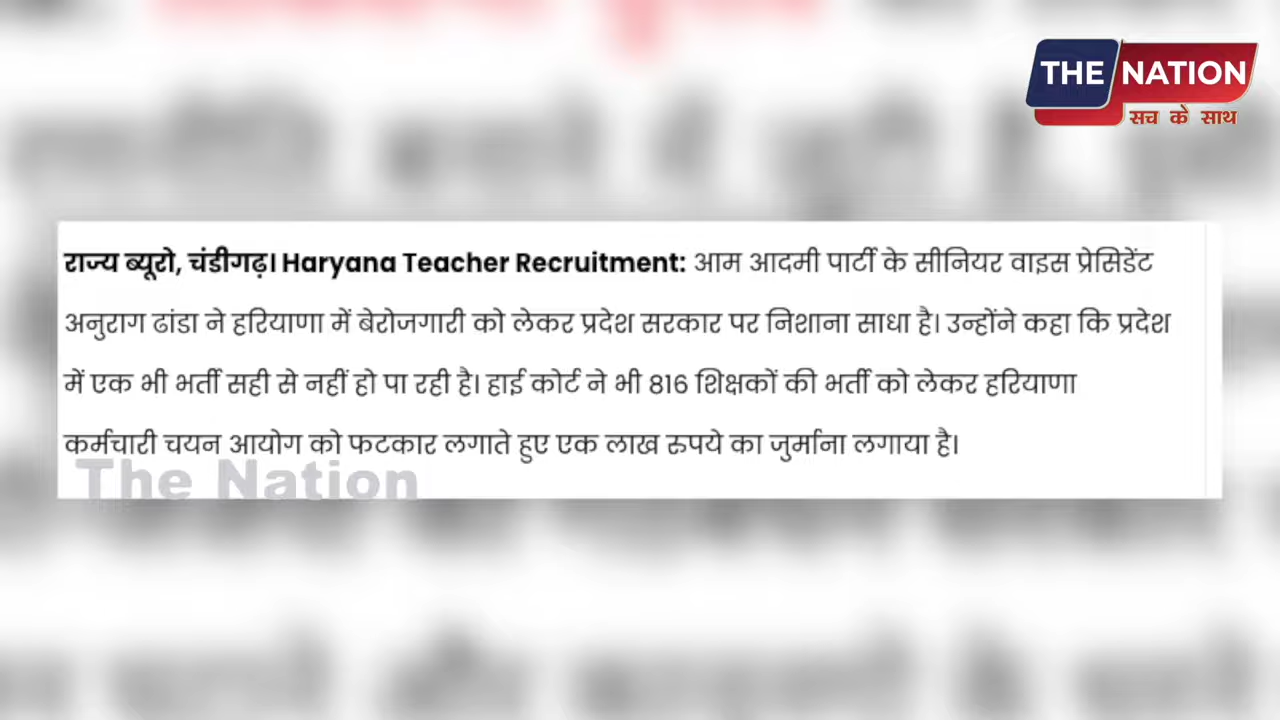 THE NATION
सच के साथ
राज्य ब्यूरो, चंडीगढ़। Haryana Teacher Recruitment: आम आदमी पार्टी के सीनियर वाइस प्रेसिडेंट
अनुराग ढांडा ने हरियाणा में बेरोजगारी को लेकर प्रदेश सरकार पर निशाना साधा है। उन्होंने कहा कि प्रदेश
में एक भी भर्ती सही से नहीं हो पा रही है। हाई कोर्ट ने भी 816 शिक्षकों की भर्ती को लेकर हरियाणा
कर्मचारी चयन आयोग को फटकार लगाते हुए एक लाख रुपये का जुर्माना लगाया है।
The Nation